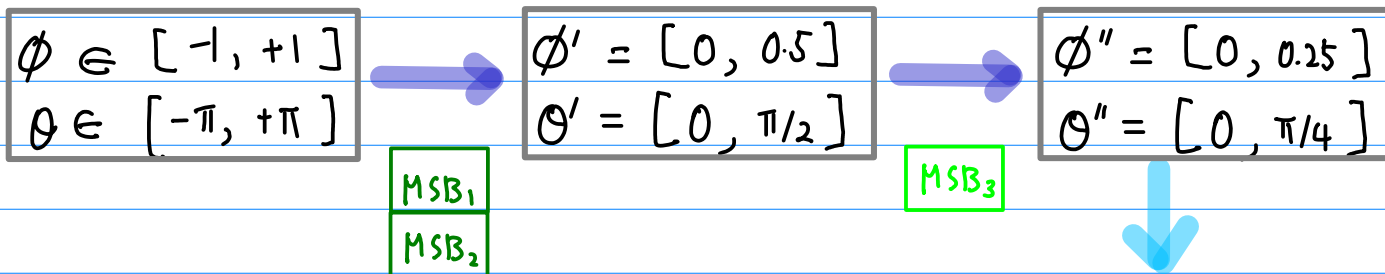 ϕ ∈ [-1, +1]
θ ∈ [-π, +π]
ϕ' = [0, 0.5]
θ' = [0, π/2]
ϕ'' = [0, 0.25]
θ'' = [0, π/4]
MSB₁
MSB₂
MSB₃